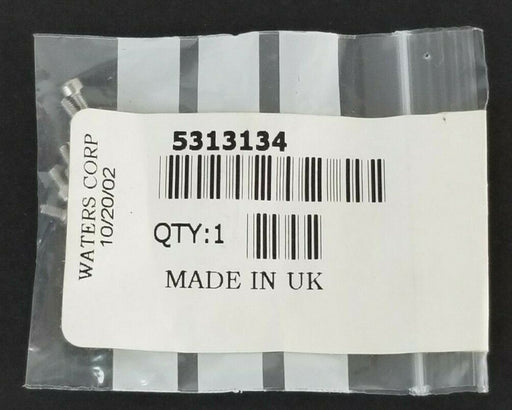 5313134
QTY:1
MADE IN UK
WATERS CORP
10/20/02